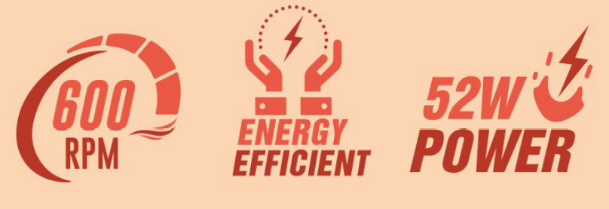 600
RPM
ENERGY
EFFICIENT
52W
POWER